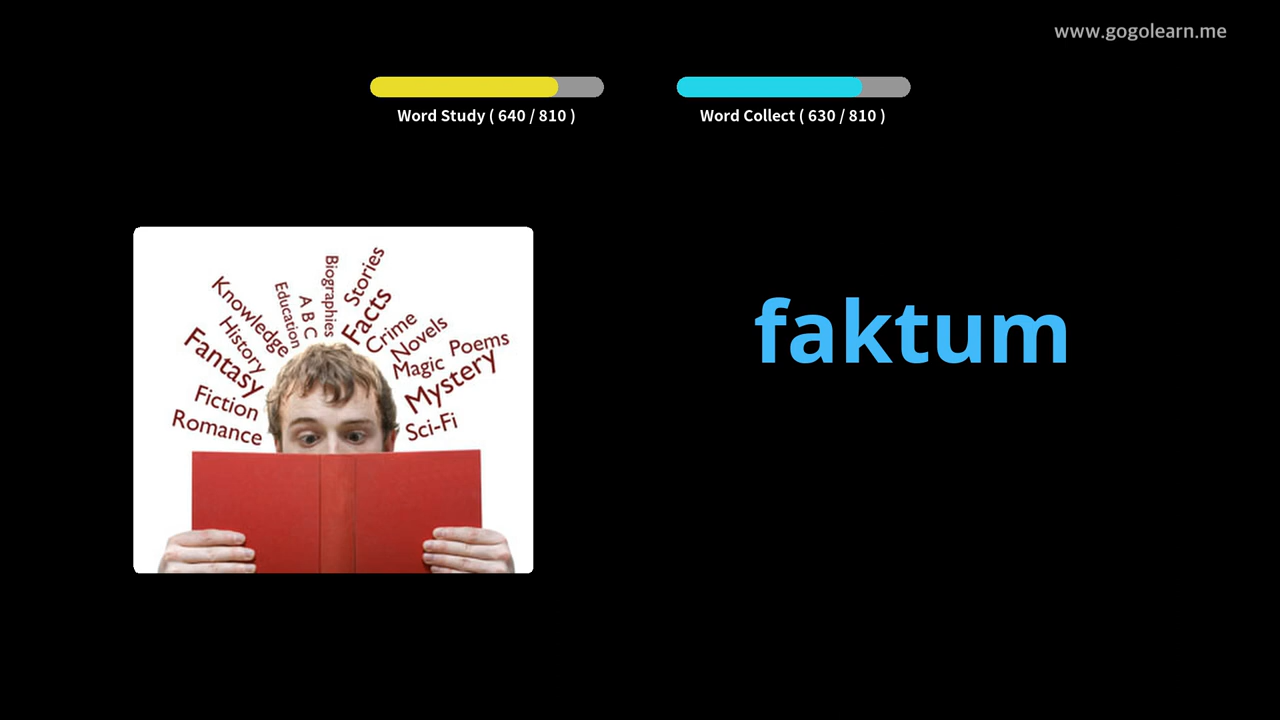 www.gogolearn.me
Word Study ( 640 / 810 )
Word Collect ( 630 / 810 )
Biographies
Stories
Education
A B C
Facts
Knowledge
Crime
History
Novels
Poems
Fantasy
Magic
Mystery
Fiction
Romance
Sci-Fi
faktum